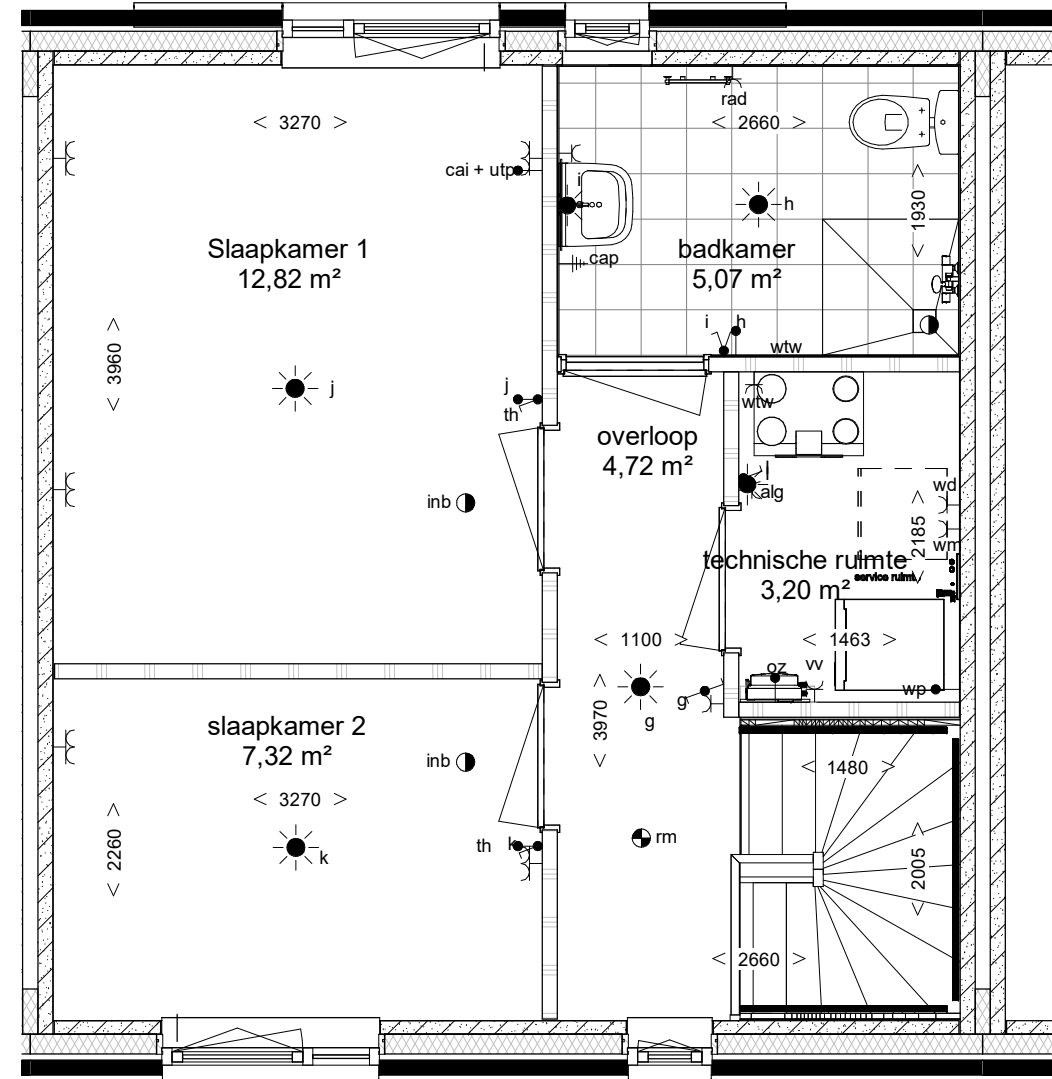 rad
< 3270 >
< 2660 >
cai + utp
i
< 1930 >
h
Slaapkamer 1
12,82 m²
badkamer
5,07 m²
cap
i
h
wtw
< 3960 >
j
j
th
wtw
overloop
4,72 m²
l
alg
wd
inb
< 2185 >
wm
technische ruimte
3,20 m²
< 1100 >
< 1463 >
oz
vv
wp
g
g
slaapkamer 2
7,32 m²
< 3970 >
inb
< 1480 >
< 3270 >
< 2260 >
th
k
k
rm
< 2005 >
< 2660 >